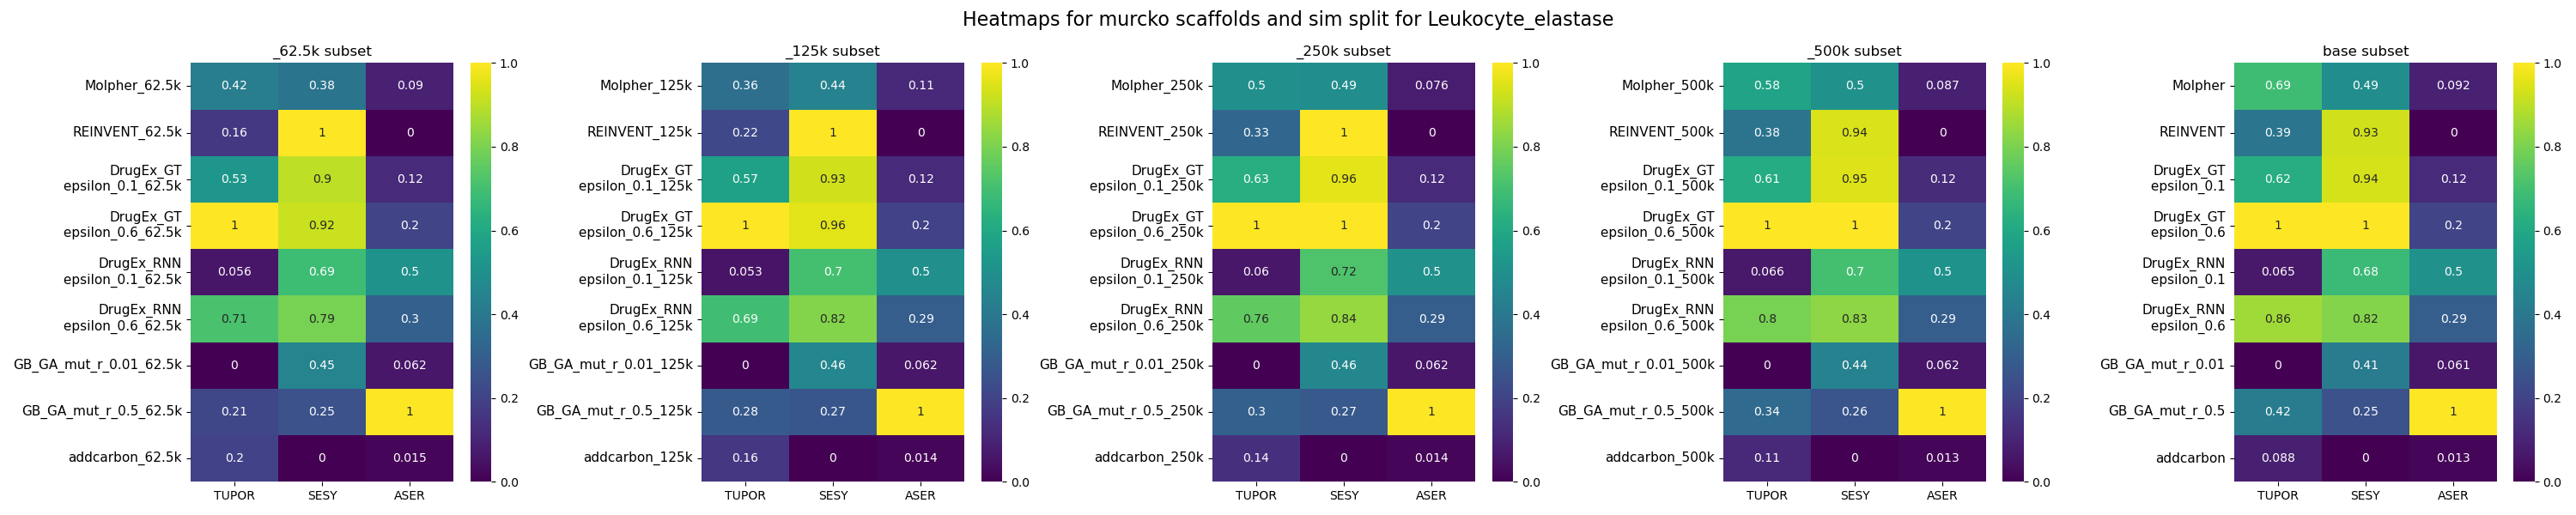 Heatmaps for murcko scaffolds and sim split for Leukocyte_elastase
_62.5k subset
Molpher_62.5k 0.42 0.38 0.09
REINVENT_62.5k 0.16 1 0
DrugEx_GT
epsilon_0.1_62.5k 0.53 0.9 0.12
DrugEx_GT
epsilon_0.6_62.5k 1 0.92 0.2
DrugEx_RNN
epsilon_0.1_62.5k 0.056 0.69 0.5
DrugEx_RNN
epsilon_0.6_62.5k 0.71 0.79 0.3
GB_GA_mut_r_0.01_62.5k 0 0.45 0.062
GB_GA_mut_r_0.5_62.5k 0.21 0.25 1
addcarbon_62.5k 0.2 0 0.015
TUPOR SESY ASER
1.0
0.8
0.6
0.4
0.2
0.0
_125k subset
Molpher_125k 0.36 0.44 0.11
REINVENT_125k 0.22 1 0
DrugEx_GT
epsilon_0.1_125k 0.57 0.93 0.12
DrugEx_GT
epsilon_0.6_125k 1 0.96 0.2
DrugEx_RNN
epsilon_0.1_125k 0.053 0.7 0.5
DrugEx_RNN
epsilon_0.6_125k 0.69 0.82 0.29
GB_GA_mut_r_0.01_125k 0 0.46 0.062
GB_GA_mut_r_0.5_125k 0.28 0.27 1
addcarbon_125k 0.16 0 0.014
TUPOR SESY ASER
1.0
0.8
0.6
0.4
0.2
0.0
_250k subset
Molpher_250k 0.5 0.49 0.076
REINVENT_250k 0.33 1 0
DrugEx_GT
epsilon_0.1_250k 0.63 0.96 0.12
DrugEx_GT
epsilon_0.6_250k 1 1 0.2
DrugEx_RNN
epsilon_0.1_250k 0.06 0.72 0.5
DrugEx_RNN
epsilon_0.6_250k 0.76 0.84 0.29
GB_GA_mut_r_0.01_250k 0 0.46 0.062
GB_GA_mut_r_0.5_250k 0.3 0.27 1
addcarbon_250k 0.14 0 0.014
TUPOR SESY ASER
1.0
0.8
0.6
0.4
0.2
0.0
_500k subset
Molpher_500k 0.58 0.5 0.087
REINVENT_500k 0.38 0.94 0
DrugEx_GT
epsilon_0.1_500k 0.61 0.95 0.12
DrugEx_GT
epsilon_0.6_500k 1 1 0.2
DrugEx_RNN
epsilon_0.1_500k 0.066 0.7 0.5
DrugEx_RNN
epsilon_0.6_500k 0.8 0.83 0.29
GB_GA_mut_r_0.01_500k 0 0.44 0.062
GB_GA_mut_r_0.5_500k 0.34 0.26 1
addcarbon_500k 0.11 0 0.013
TUPOR SESY ASER
1.0
0.8
0.6
0.4
0.2
0.0
base subset
Molpher 0.69 0.49 0.092
REINVENT 0.39 0.93 0
DrugEx_GT
epsilon_0.1 0.62 0.94 0.12
DrugEx_GT
epsilon_0.6 1 1 0.2
DrugEx_RNN
epsilon_0.1 0.065 0.68 0.5
DrugEx_RNN
epsilon_0.6 0.86 0.82 0.29
GB_GA_mut_r_0.01 0 0.41 0.061
GB_GA_mut_r_0.5 0.42 0.25 1
addcarbon 0.088 0 0.013
TUPOR SESY ASER
1.0
0.8
0.6
0.4
0.2
0.0